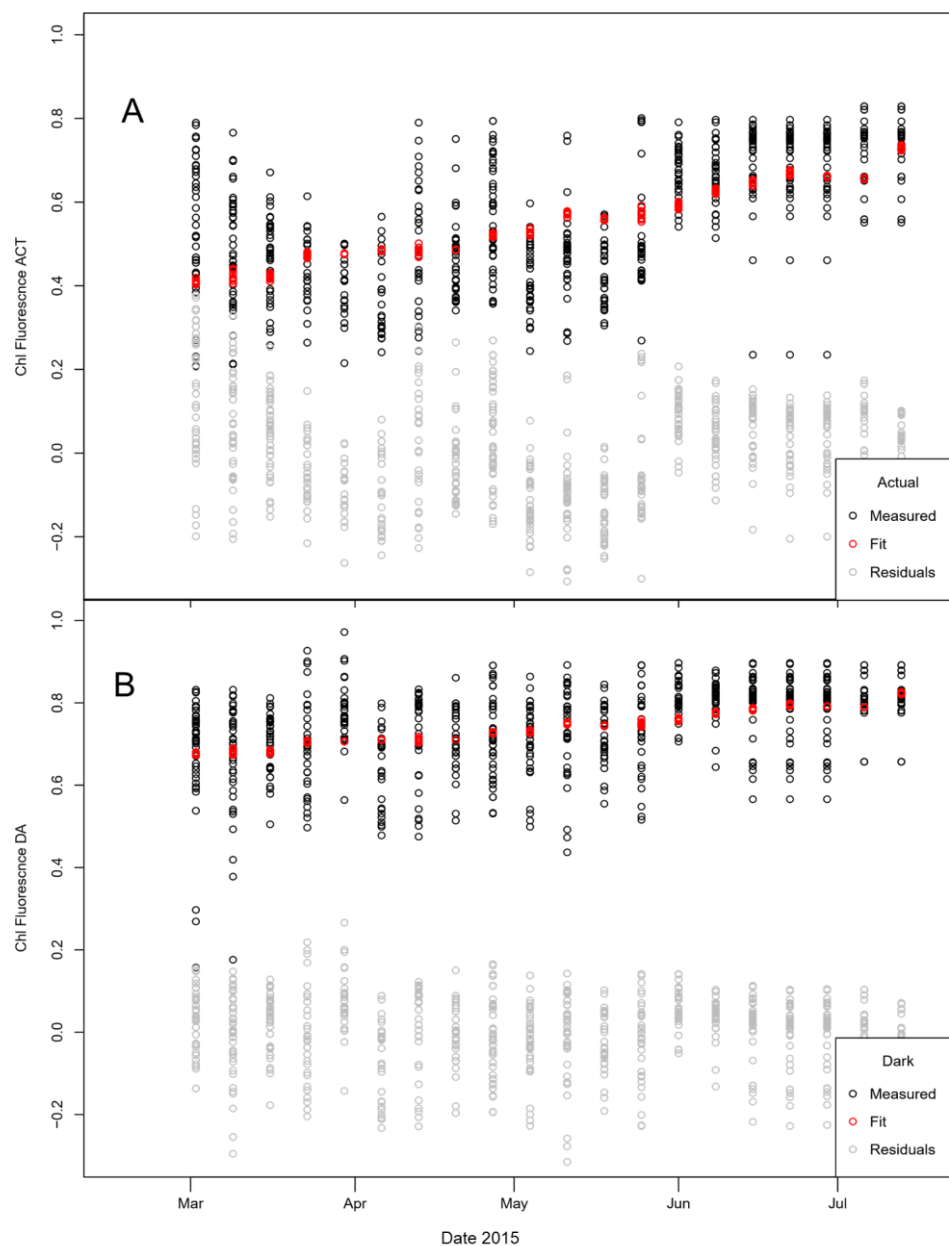 A
Chl Fluorescnce ACT
1.0
0.8
0.6
0.4
0.2
0.0
−0.2
Actual
Measured
Fit
Residuals
B
Chl Fluorescnce DA
1.0
0.8
0.6
0.4
0.2
0.0
−0.2
Dark
Measured
Fit
Residuals
Mar Apr May Jun Jul
Date 2015